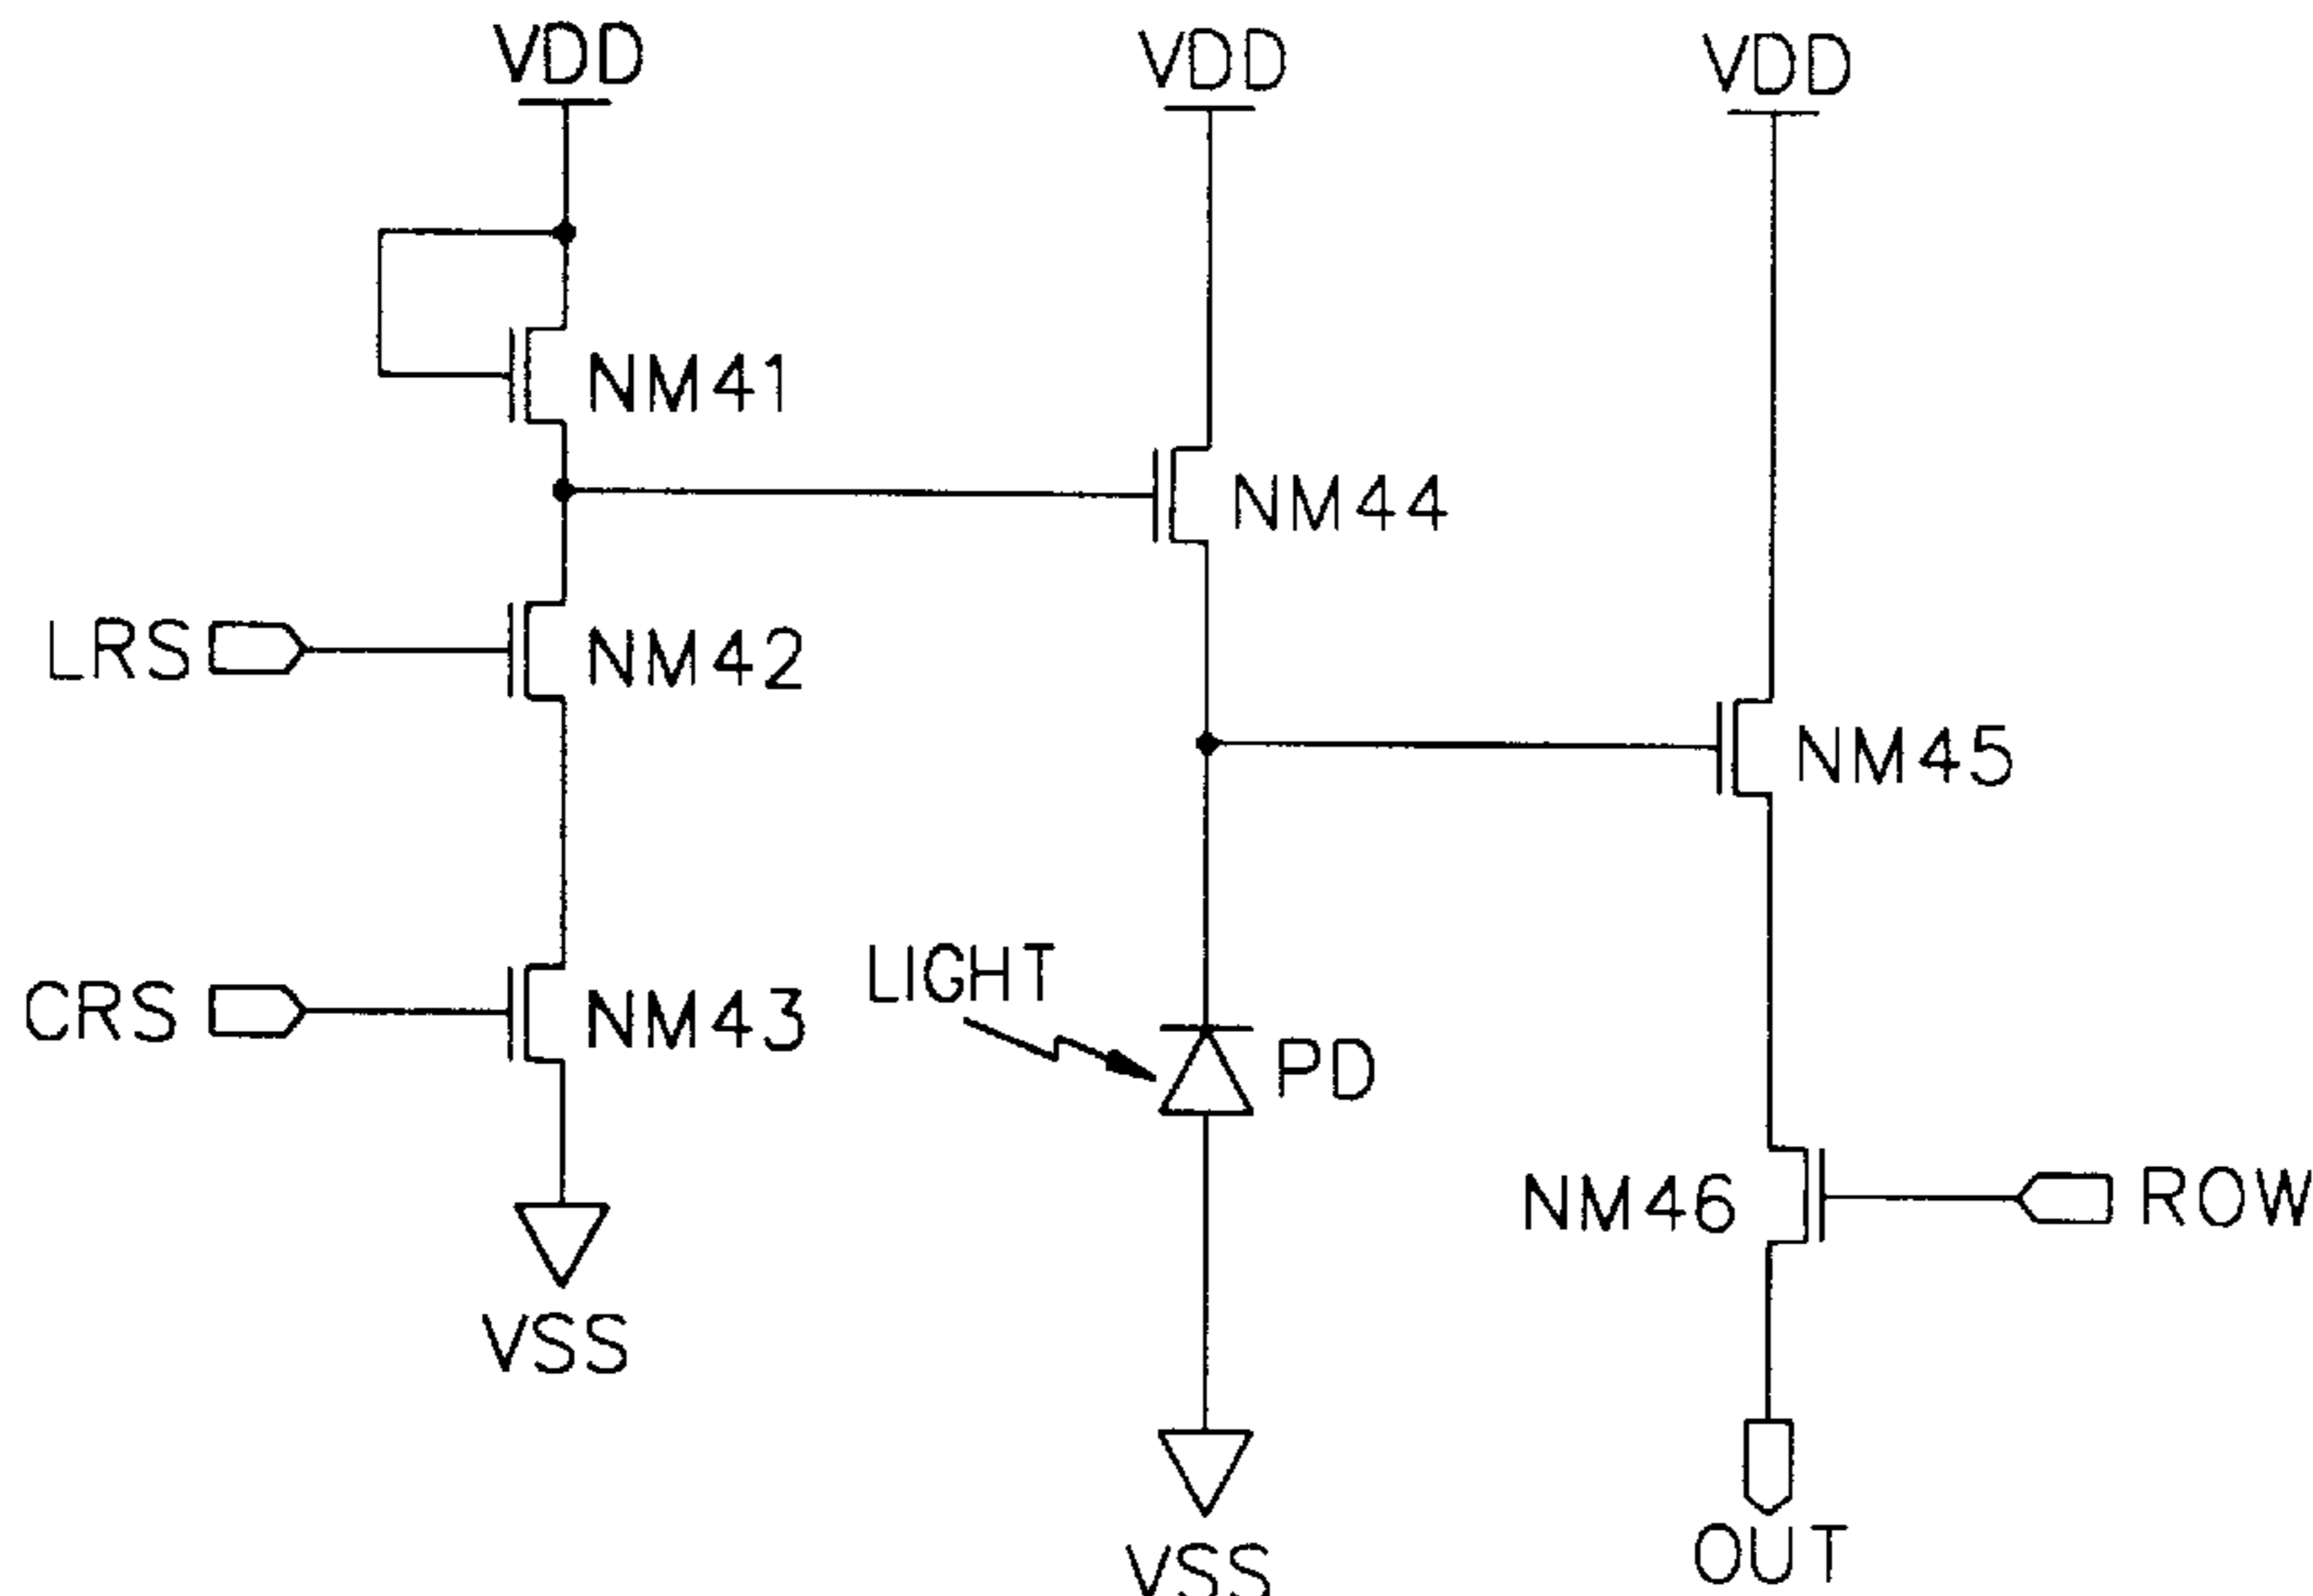 VDD
VDD
VDD
NM41
NM44
LRS
NM42
NM45
CRS
NM43
LIGHT
PD
NM46
ROW
VSS
OUT
VSS